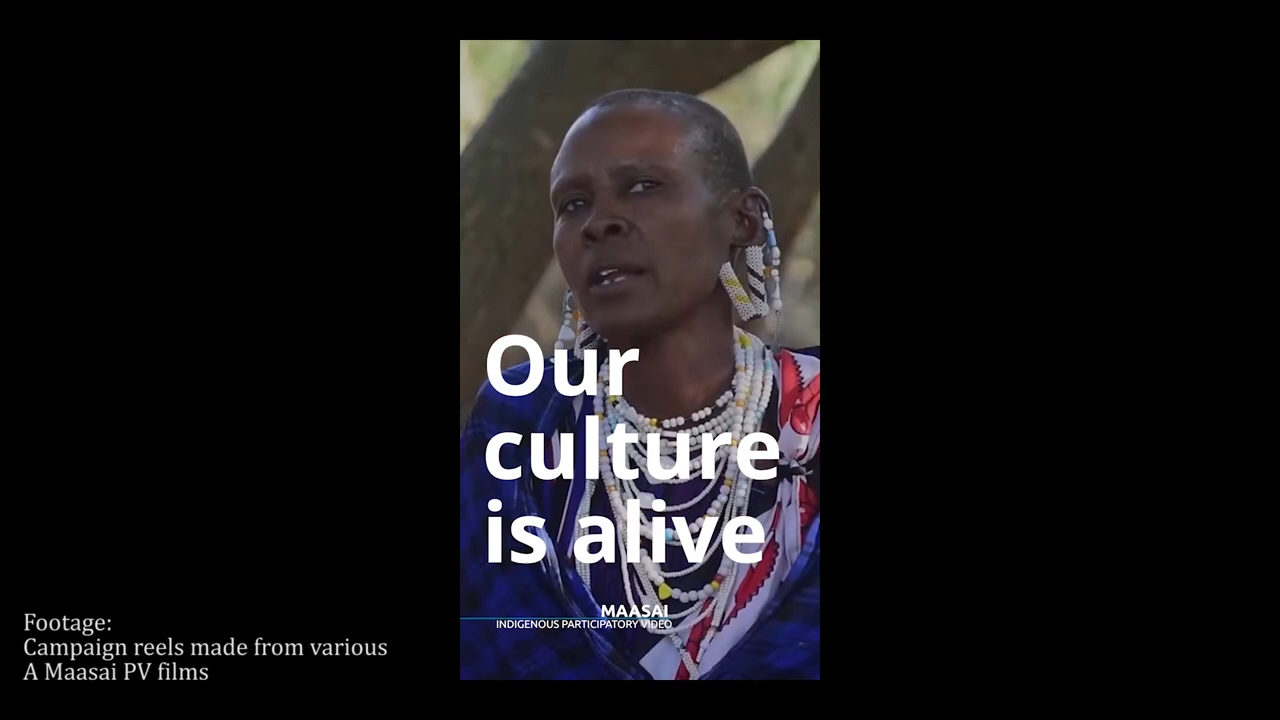 Our
culture
is alive
MAASAI
INDIGENOUS PARTICIPATORY VIDEO
Footage:
Campaign reels made from various
A Maasai PV films